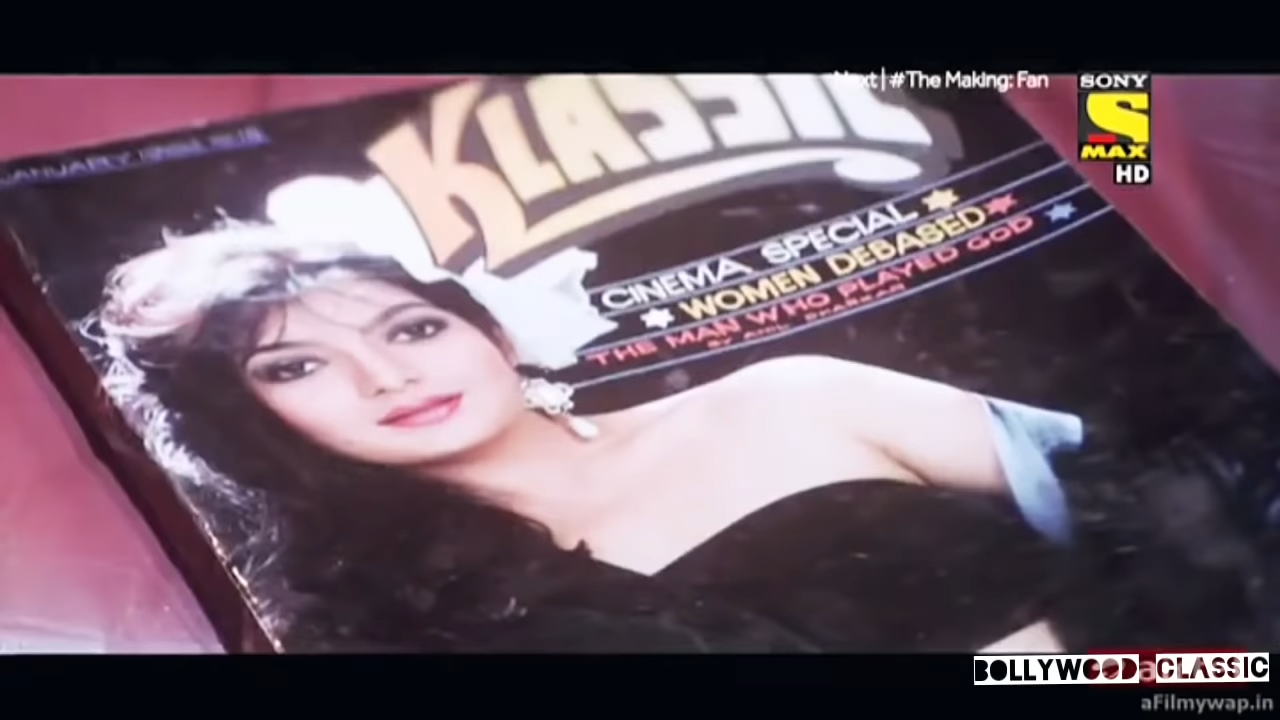 Next | #The Making: Fan
SONY
S
MAX
HD
KLASSIC
JANUARY
CINEMA SPECIAL
WOMEN DEBASED
THE MAN WHO PLAYED GOD
BOLLYWOOD CLASSIC
aFilmywap.in